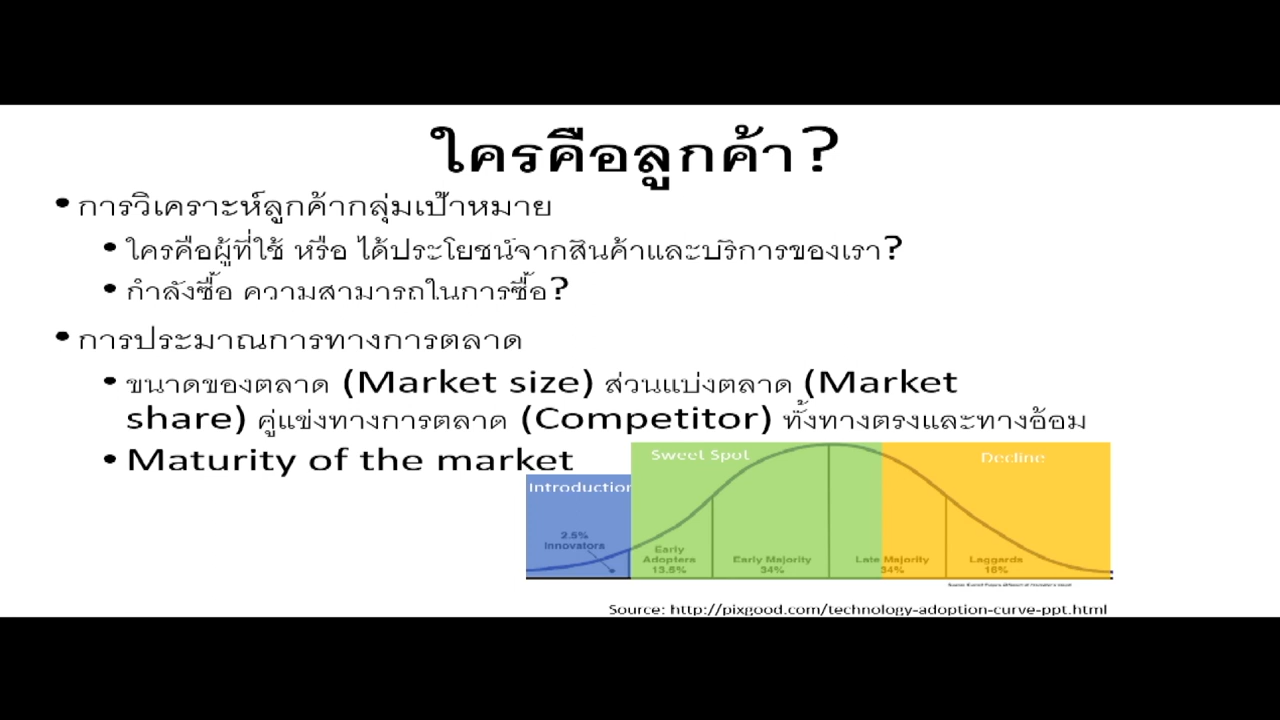 ใครคือลูกค้า?
• การวิเคราะห์ลูกค้ากลุ่มเป้าหมาย
• ใครคือผู้ที่ใช้ หรือ ได้ประโยชน์จากสินค้าและบริการของเรา?
• กำลังซื้อ ความสามารถในการซื้อ?
• การประมาณการทางการตลาด
• ขนาดของตลาด (Market size) ส่วนแบ่งตลาด (Market
share) คู่แข่งทางการตลาด (Competitor) ทั้งทางตรงและทางอ้อม
• Maturity of the market
Sweet Spot
Decline
Introduction
2.5%
Innovators
Early
Adopters
13.5%
Early Majority
34%
Late Majority
34%
Laggards
16%
Source: http://pixgood.com/technology-adoption-curve-ppt.html